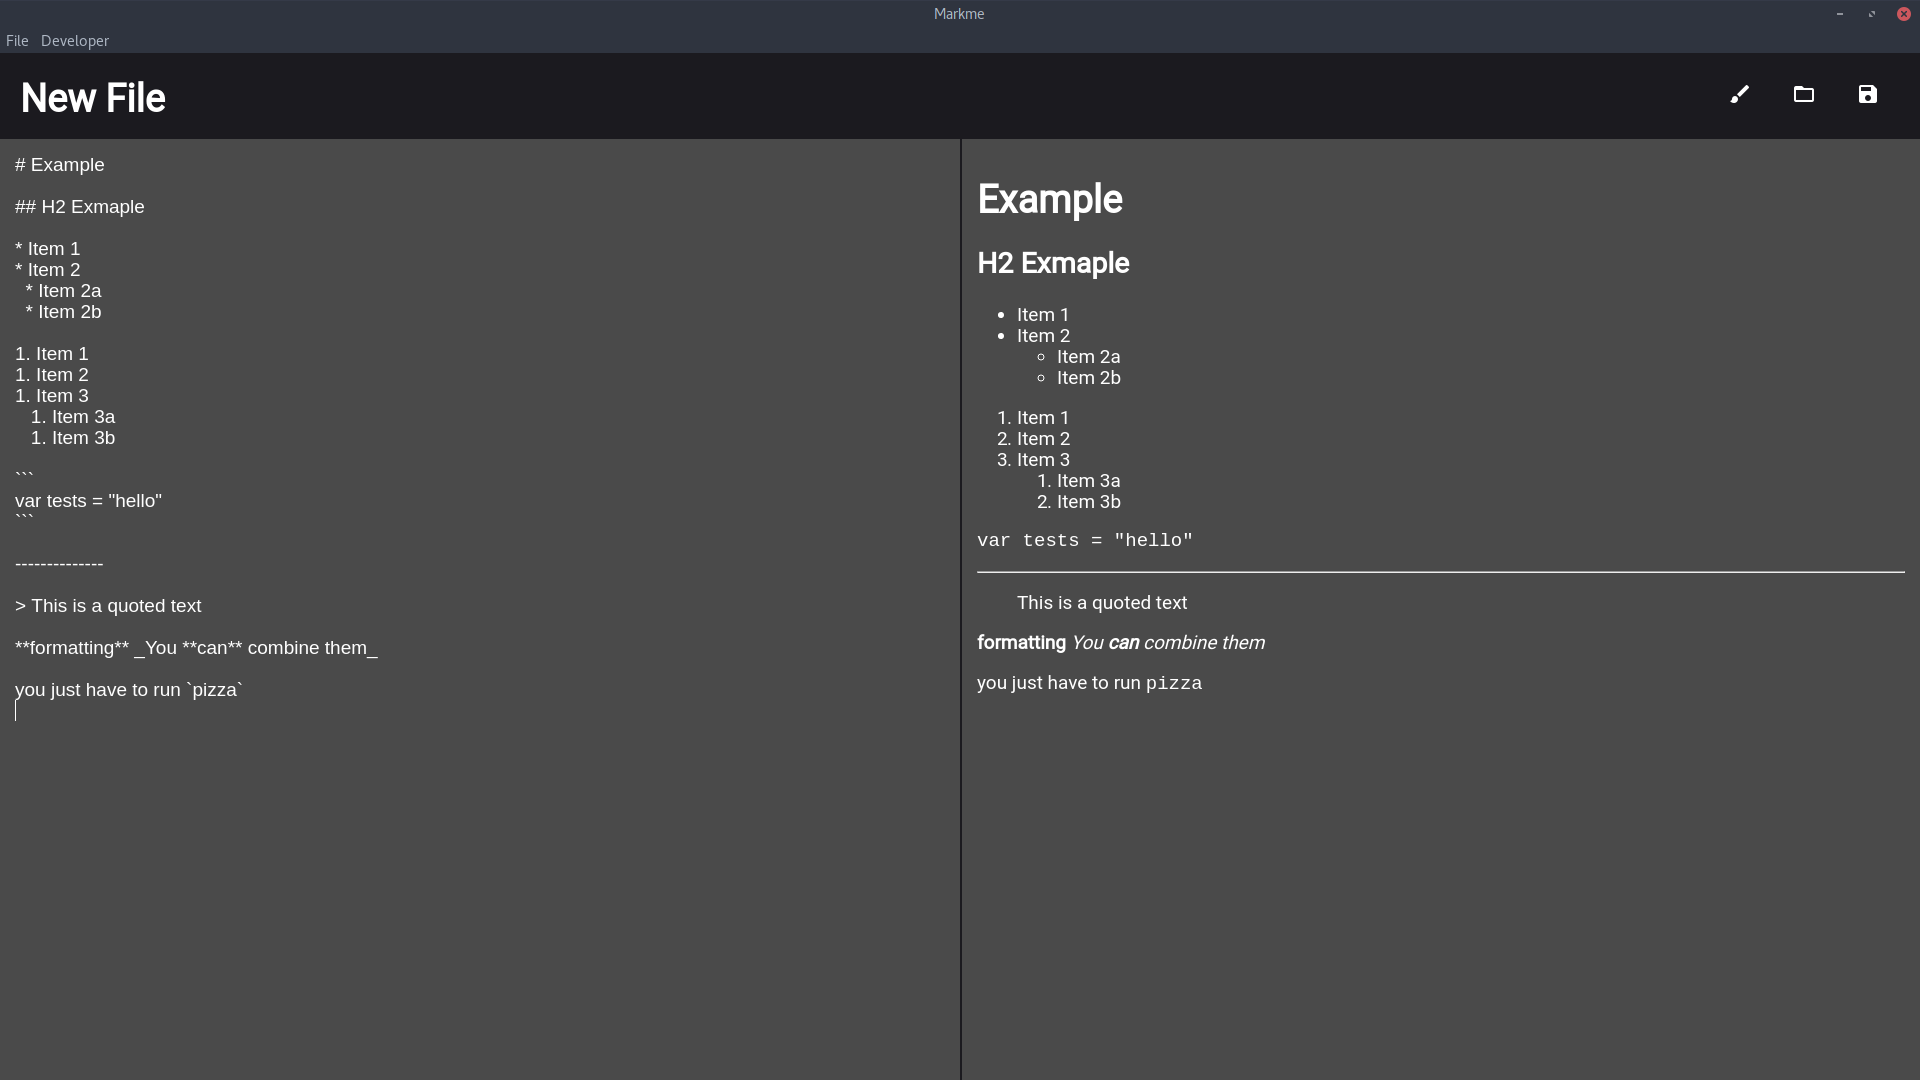 Markme
File Developer
New File
# Example
## H2 Exmaple
* Item 1
* Item 2
  * Item 2a
  * Item 2b
1. Item 1
1. Item 2
1. Item 3
   1. Item 3a
   1. Item 3b
```
var tests = "hello"
```
--------------
> This is a quoted text
**formatting** _You **can** combine them_
you just have to run `pizza`
Example
H2 Exmaple
• Item 1
• Item 2
◦ Item 2a
◦ Item 2b
1. Item 1
2. Item 2
3. Item 3
1. Item 3a
2. Item 3b
var tests = "hello"
This is a quoted text
formatting You can combine them
you just have to run pizza